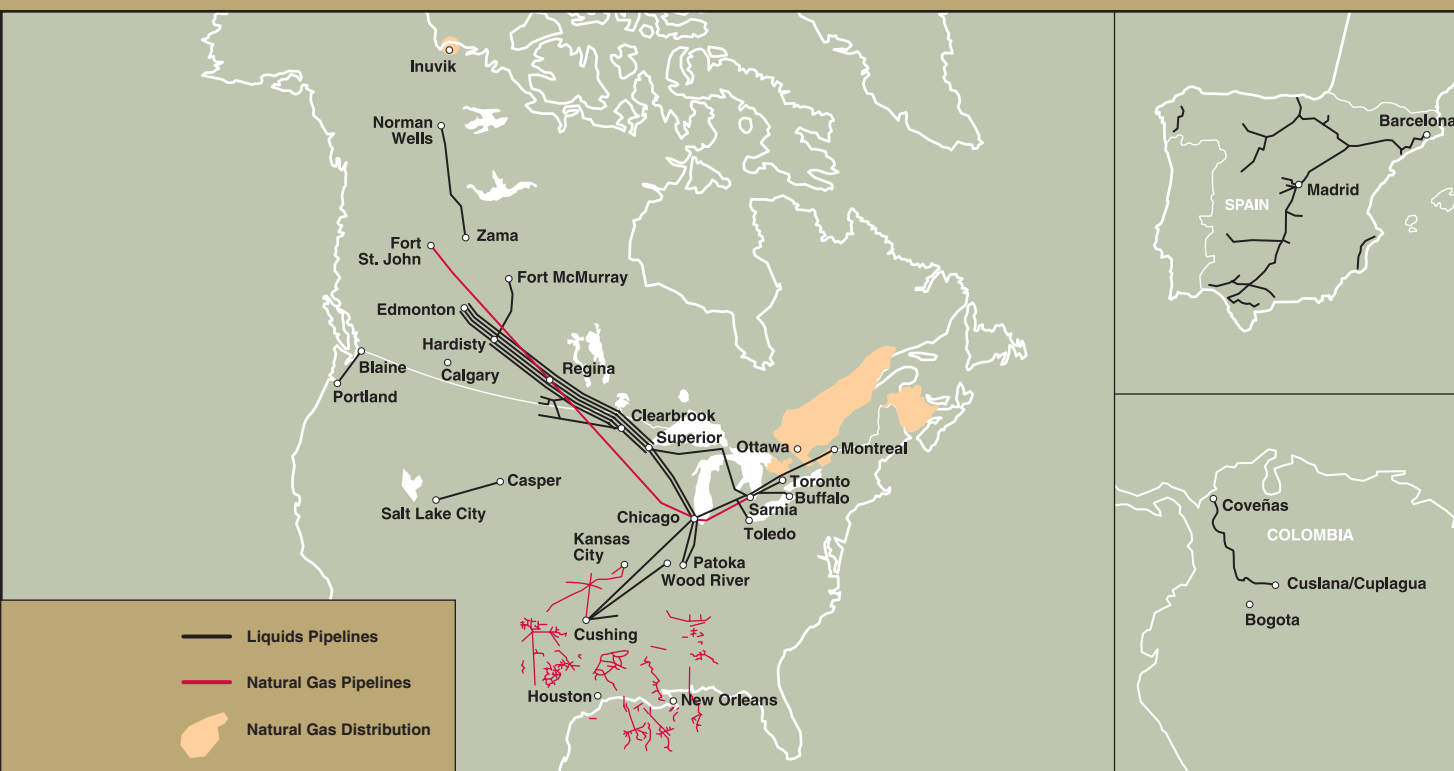 Inuvik
Norman
Wells
Zama
Fort
St. John
Fort McMurray
Edmonton
Hardisty
Regina
Blaine
Calgary
Portland
Clearbrook
Superior
Ottawa
Montreal
Toronto
Buffalo
Sarnia
Toledo
Casper
Salt Lake City
Chicago
Kansas
City
Patoka
Wood River
Cushing
Houston
New Orleans
Liquids Pipelines
Natural Gas Pipelines
Natural Gas Distribution
Barcelona
Madrid
SPAIN
Coveñas
COLOMBIA
Cuslana/Cuplagua
Bogota